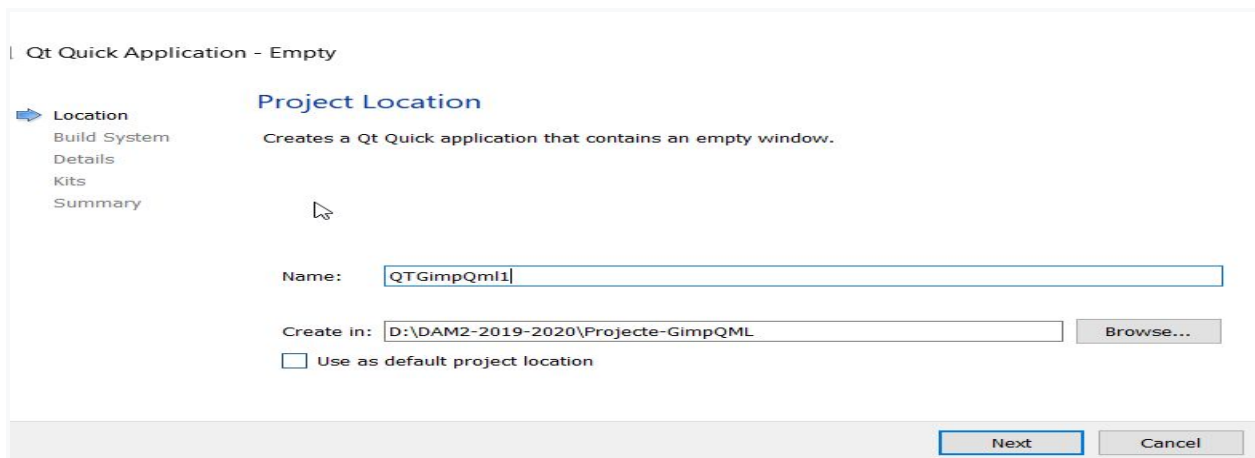 Qt Quick Application - Empty
Location
Build System
Details
Kits
Summary
Project Location
Creates a Qt Quick application that contains an empty window.
Name: QTGimpQml1
Create in: D:\DAM2-2019-2020\Projecte-GimpQML Browse...
Use as default project location
Next Cancel